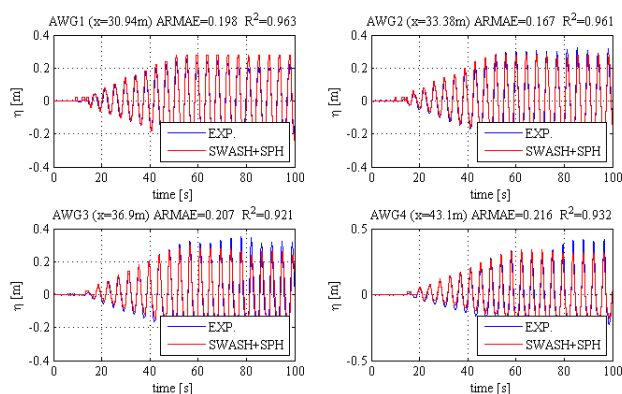 AWG1 (x=30.94m) ARMAE=0.198 R²=0.963
0.4
0.2
0
-0.2
-0.4
η [m]
EXP.
SWASH+SPH
0 20 40 60 80 100
time [s]
AWG2 (x=33.38m) ARMAE=0.167 R²=0.961
0.4
0.2
0
-0.2
-0.4
η [m]
EXP.
SWASH+SPH
0 20 40 60 80 100
time [s]
AWG3 (x=36.9m) ARMAE=0.207 R²=0.921
0.4
0.2
0
-0.2
-0.4
η [m]
EXP.
SWASH+SPH
0 20 40 60 80 100
time [s]
AWG4 (x=43.1m) ARMAE=0.216 R²=0.932
0.5
0
-0.5
η [m]
EXP.
SWASH+SPH
0 20 40 60 80 100
time [s]